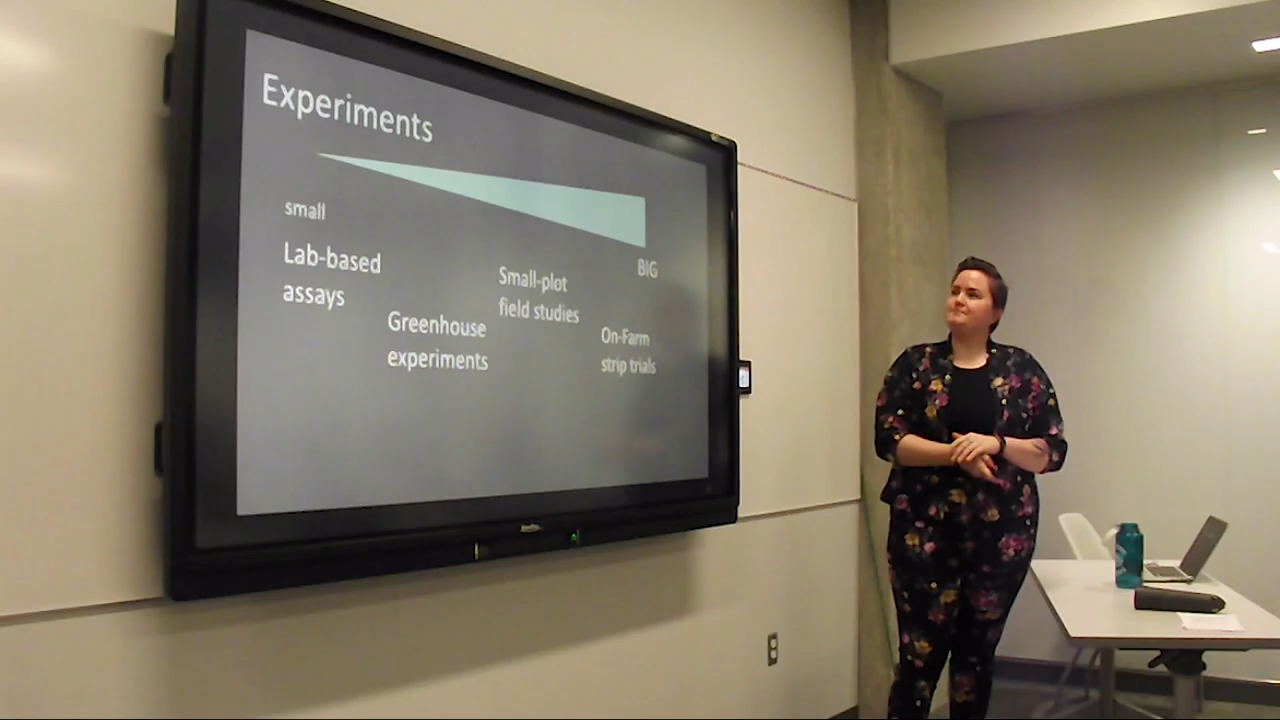 Experiments
small
BIG
Lab-based
assays
Greenhouse
experiments
Small-plot
field studies
On-Farm
strip trials